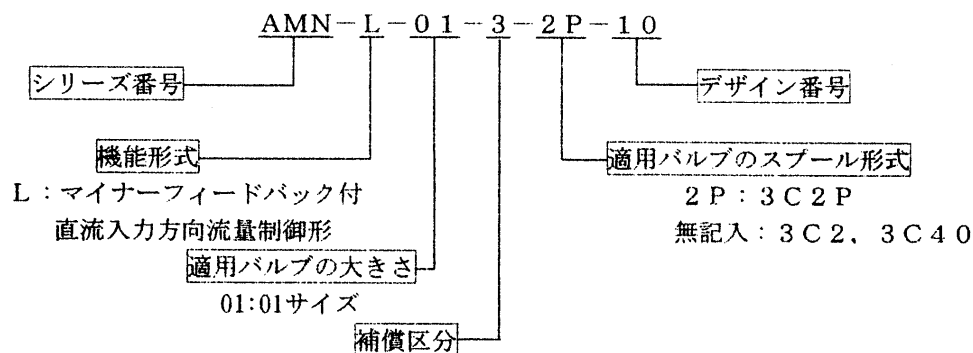 AMN-L-01-3-2P-10
シリーズ番号
デザイン番号
機能形式
適用バルブのスプール形式
L:マイナーフィードバック付
2P:3C2P
直流入力方向流量制御形
無記入:3C2, 3C40
適用バルブの大きさ
01:01サイズ
補償区分